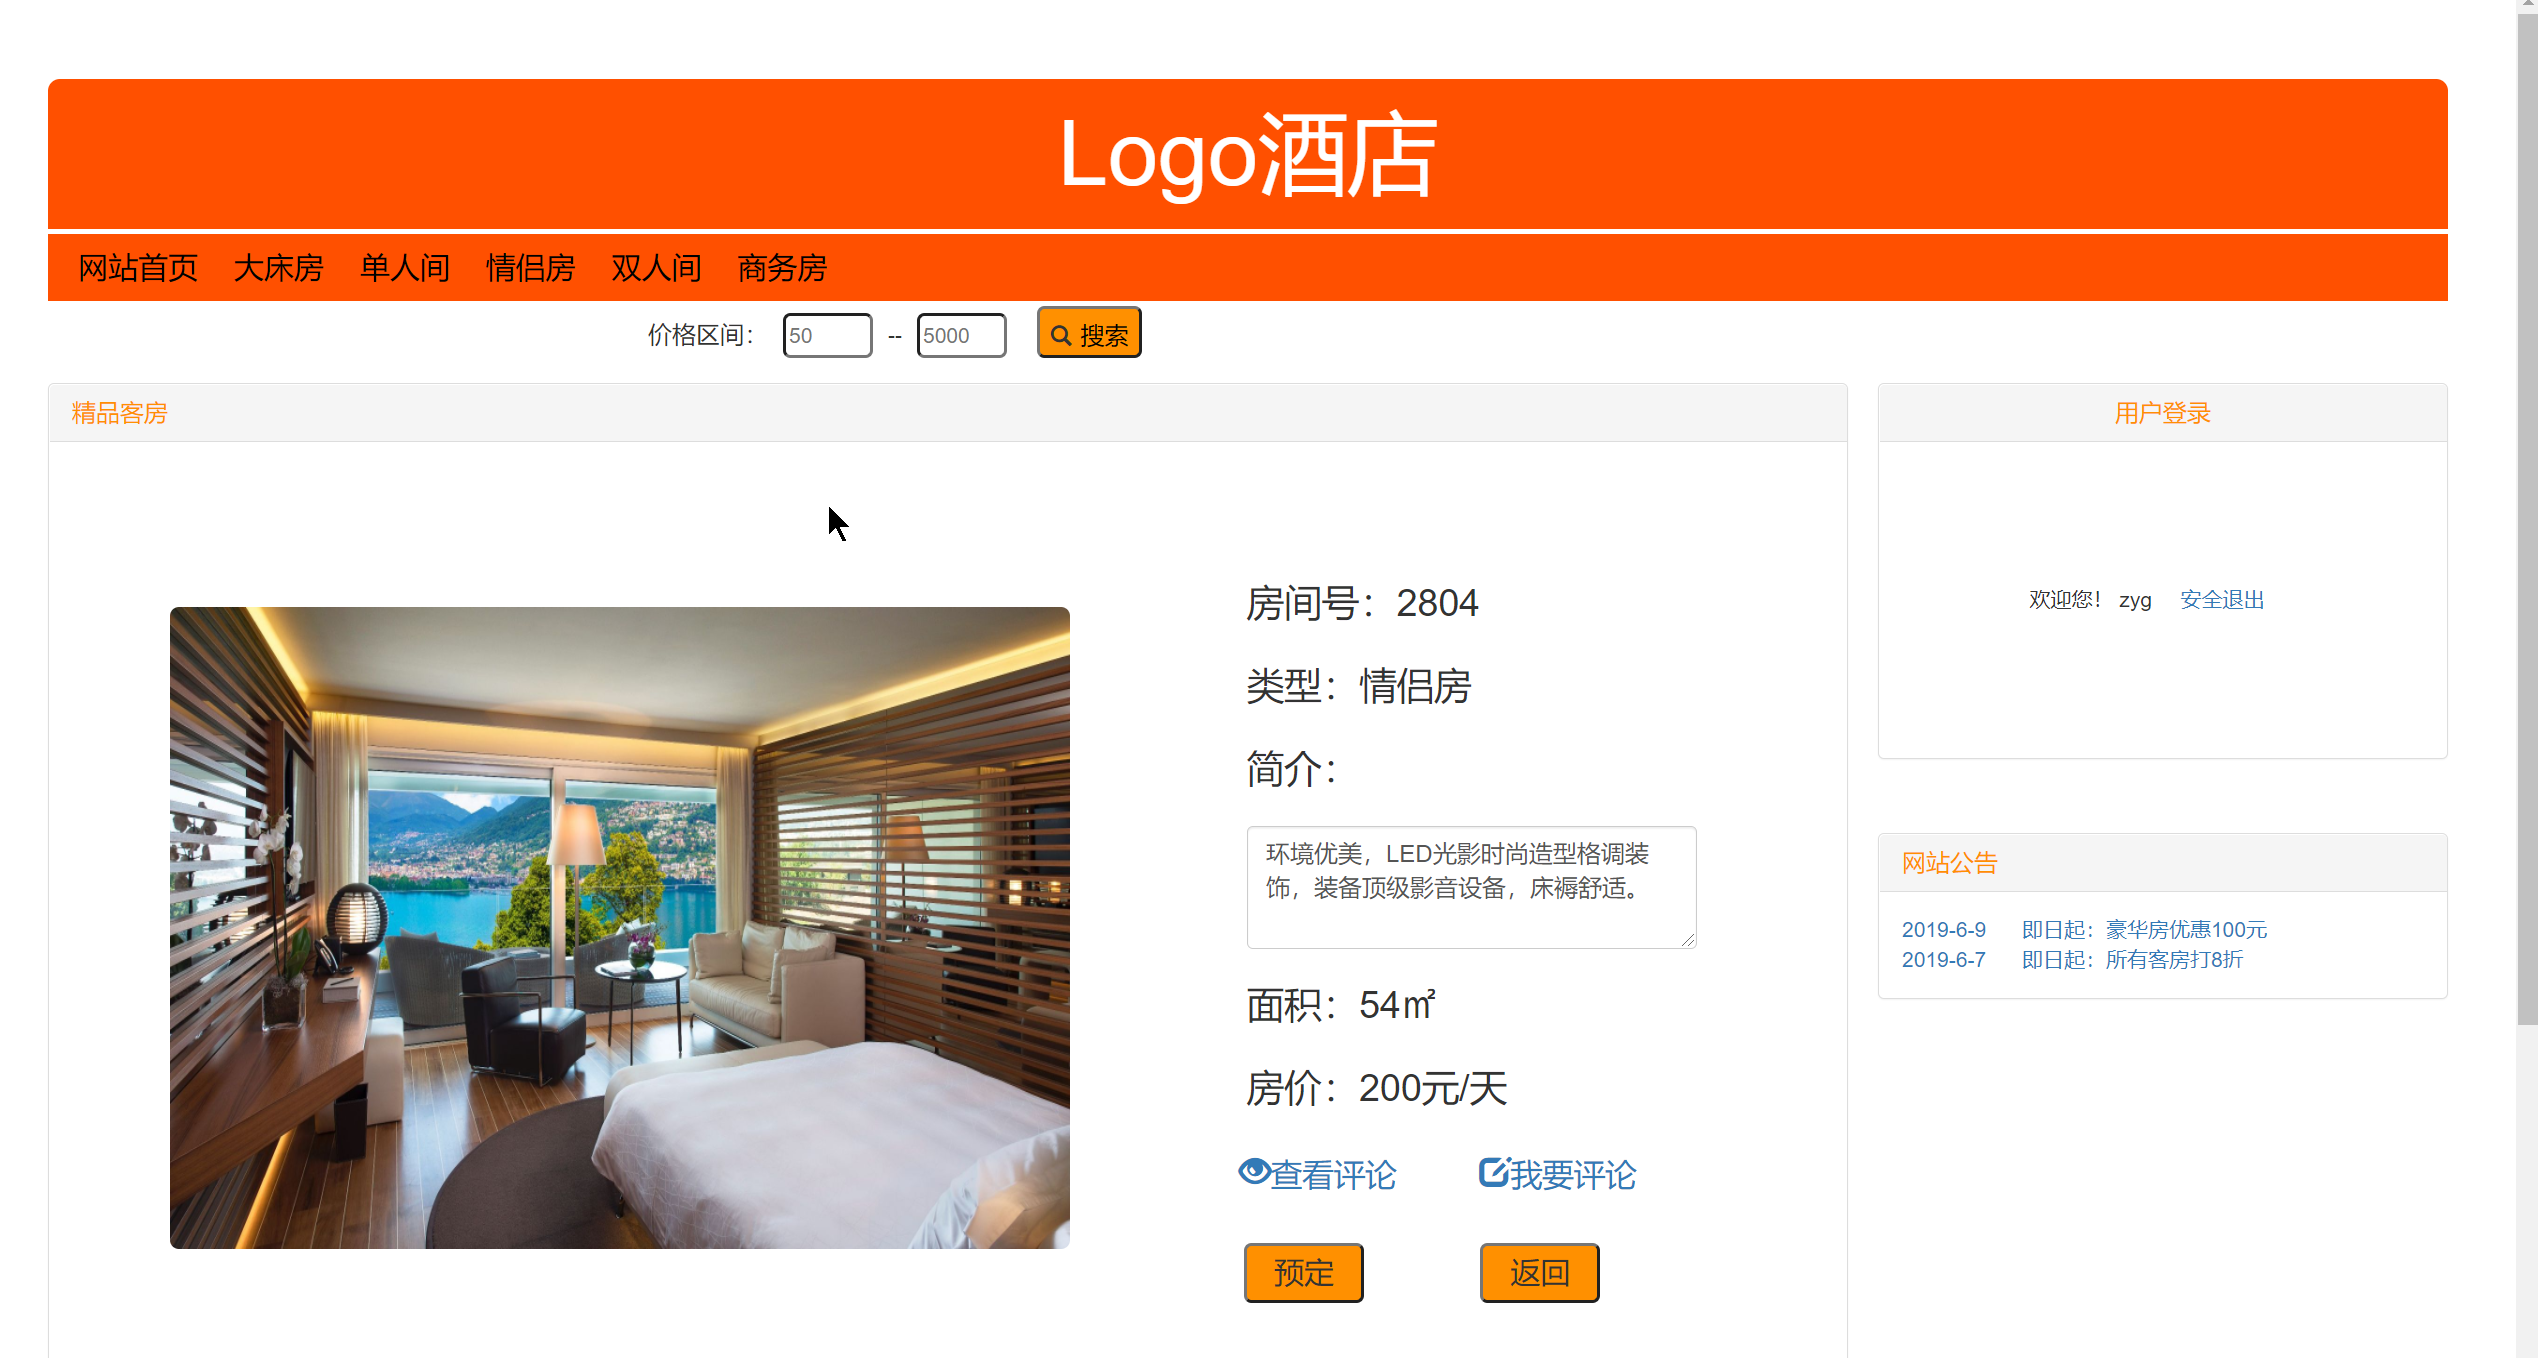 Logo酒店
网站首页 大床房 单人间 情侣房 双人间 商务房
价格区间： 50 -- 5000 搜索
精品客房
房间号：2804
类型：情侣房
简介：
环境优美，LED光影时尚造型格调装
饰，装备顶级影音设备，床褥舒适。
面积：54㎡
房价：200元/天
查看评论 我要评论
预定 返回
用户登录
欢迎您！ zyg 安全退出
网站公告
2019-6-9 即日起：豪华房优惠100元
2019-6-7 即日起：所有客房打8折